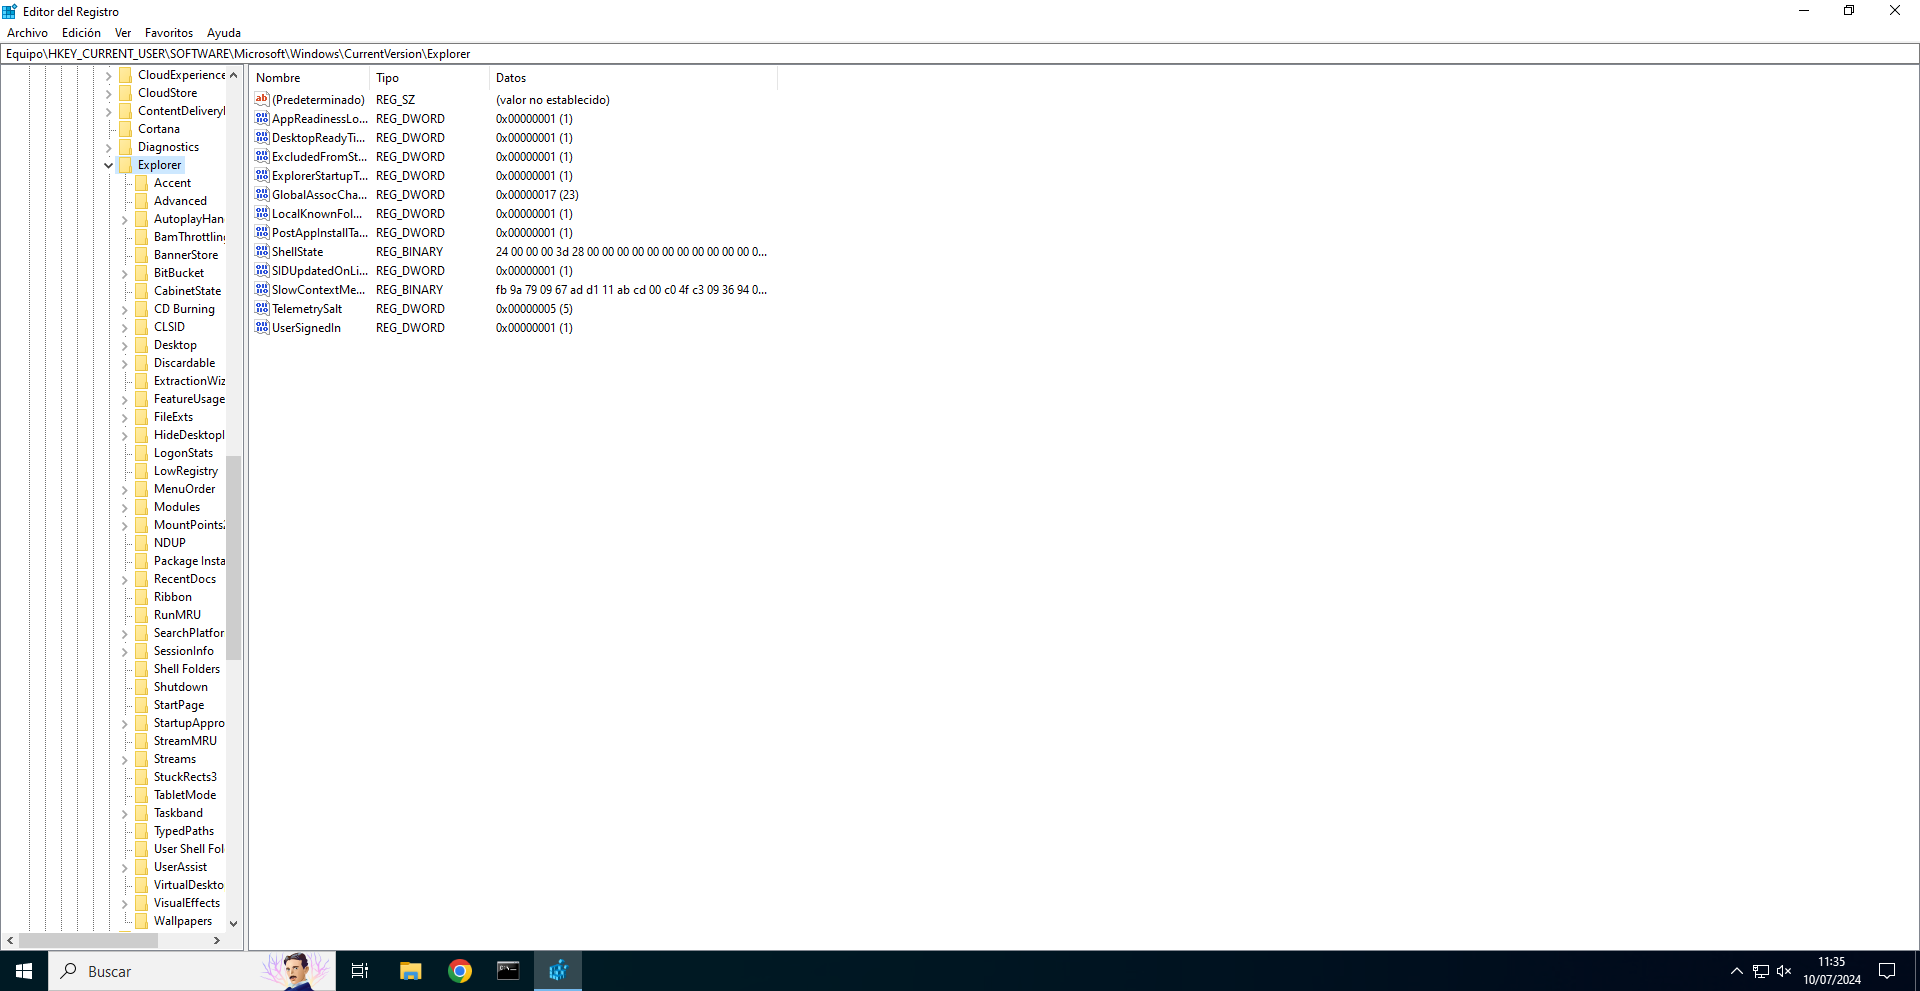 Editor del Registro
Archivo Edición Ver Favoritos Ayuda
Equipo\HKEY_CURRENT_USER\SOFTWARE\Microsoft\Windows\CurrentVersion\Explorer
CloudExperience
CloudStore
ContentDelivery
Cortana
Diagnostics
Explorer
Accent
Advanced
AutoplayHan
BamThrottling
BannerStore
BitBucket
CabinetState
CD Burning
CLSID
Desktop
Discardable
ExtractionWiz
FeatureUsage
FileExts
HideDesktopI
LogonStats
LowRegistry
MenuOrder
Modules
MountPoints2
NDUP
Package Insta
RecentDocs
Ribbon
RunMRU
SearchPlatfor
SessionInfo
Shell Folders
Shutdown
StartPage
StartupAppro
StreamMRU
Streams
StuckRects3
TabletMode
Taskband
TypedPaths
User Shell Fol
UserAssist
VirtualDeskto
VisualEffects
Wallpapers
Nombre Tipo Datos
(Predeterminado) REG_SZ (valor no establecido)
AppReadinessLo... REG_DWORD 0x00000001 (1)
DesktopReadyTi... REG_DWORD 0x00000001 (1)
ExcludedFromSt... REG_DWORD 0x00000001 (1)
ExplorerStartupT... REG_DWORD 0x00000001 (1)
GlobalAssocCha... REG_DWORD 0x00000017 (23)
LocalKnownFol... REG_DWORD 0x00000001 (1)
PostAppInstallTa... REG_DWORD 0x00000001 (1)
ShellState REG_BINARY 24 00 00 00 3d 28 00 00 00 00 00 00 00 00 00 00 00 0...
SIDUpdatedOnLi... REG_DWORD 0x00000001 (1)
SlowContextMe... REG_BINARY fb 9a 79 09 67 ad d1 11 ab cd 00 c0 4f c3 09 36 94 0...
TelemetrySalt REG_DWORD 0x00000005 (5)
UserSignedIn REG_DWORD 0x00000001 (1)
Buscar
11:35
10/07/2024